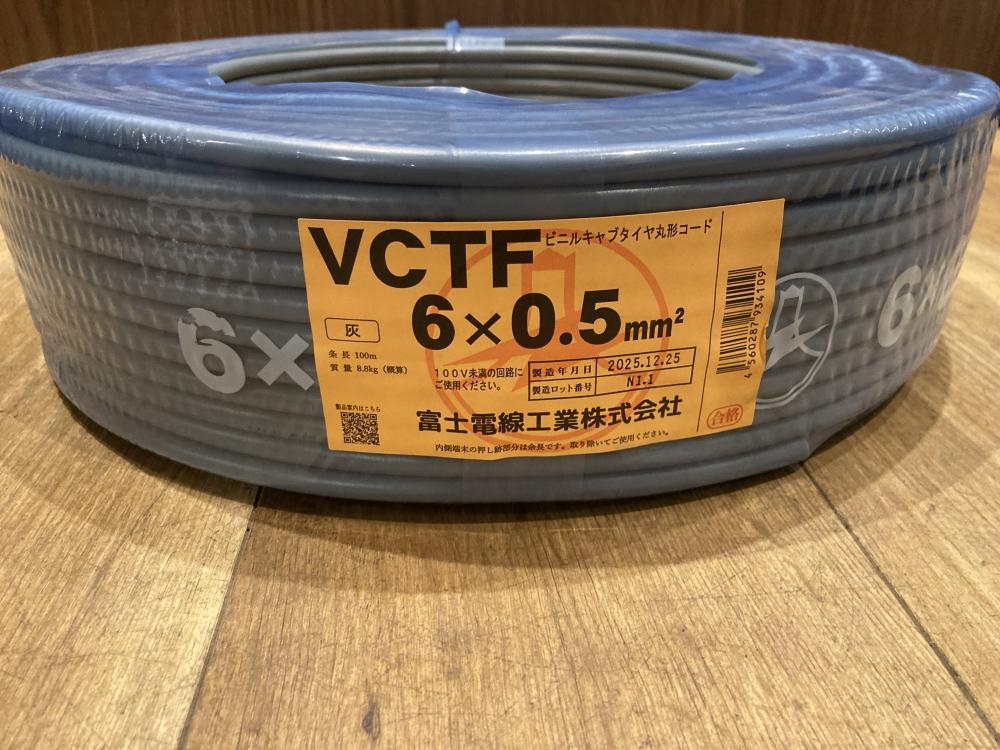 VCTF ビニルキャブタイヤ丸形コード
6×0.5mm²
灰
条長 100m
質量 8.8kg (概算)
100V未満の回路に
ご使用ください。
製造年月日 2025.12.25
製造ロット番号 N1.1
製品案内はこちら
富士電線工業株式会社
合格
内側端末の押し跡部分は余長です。取り除いてご使用ください。
4 560287 934109
6×
6×